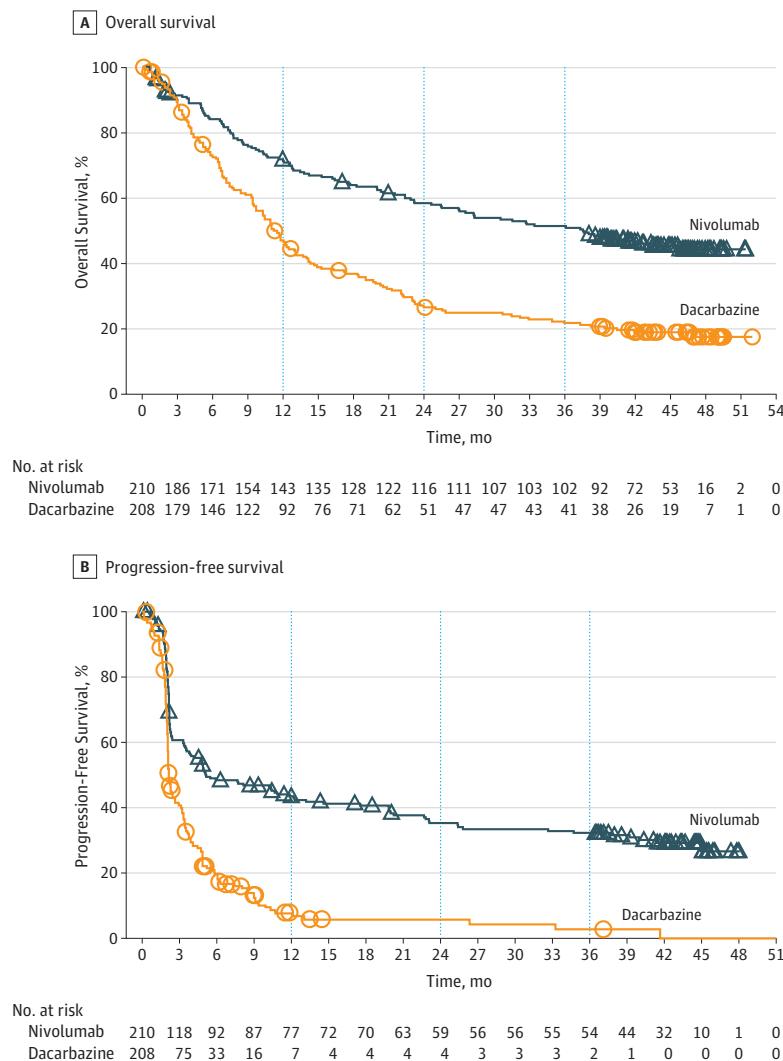 A Overall survival
100
80
60
40
20
0
Overall Survival, %
Nivolumab
Dacarbazine
0 3 6 9 12 15 18 21 24 27 30 33 36 39 42 45 48 51 54
Time, mo
No. at risk
Nivolumab 210 186 171 154 143 135 128 122 116 111 107 103 102 92 72 53 16 2 0
Dacarbazine 208 179 146 122 92 76 71 62 51 47 47 43 41 38 26 19 7 1 0
B Progression-free survival
100
80
60
40
20
0
Progression-Free Survival, %
Nivolumab
Dacarbazine
0 3 6 9 12 15 18 21 24 27 30 33 36 39 42 45 48 51
Time, mo
No. at risk
Nivolumab 210 118 92 87 77 72 70 63 59 56 56 55 54 44 32 10 1 0
Dacarbazine 208 75 33 16 7 4 4 4 4 3 3 3 2 1 0 0 0 0